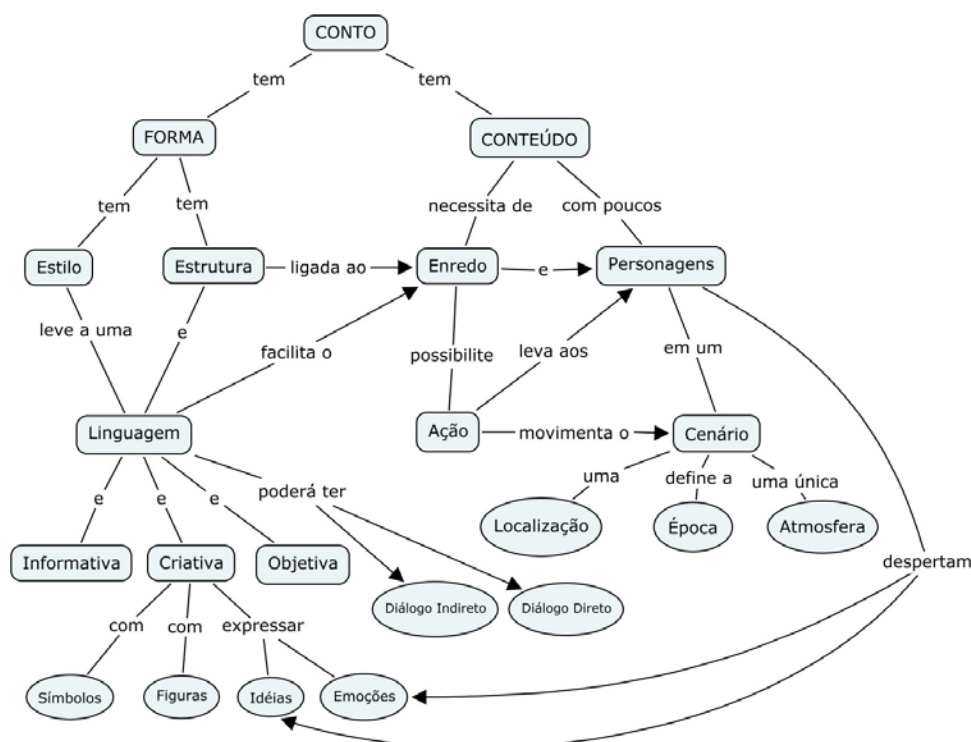 CONTO
tem
tem
FORMA
CONTEÚDO
tem
tem
necessita de
com poucos
Estilo
Estrutura
ligada ao
Enredo
e
Personagens
leve a uma
e
facilita o
possibilite
leva aos
em um
Linguagem
Ação
movimenta o
Cenário
e
e
e
poderá ter
uma
define a
uma única
Localização
Época
Atmosfera
Informativa
Criativa
Objetiva
despertam
Diálogo Indireto
Diálogo Direto
com
com
expressar
Símbolos
Figuras
Idéias
Emoções